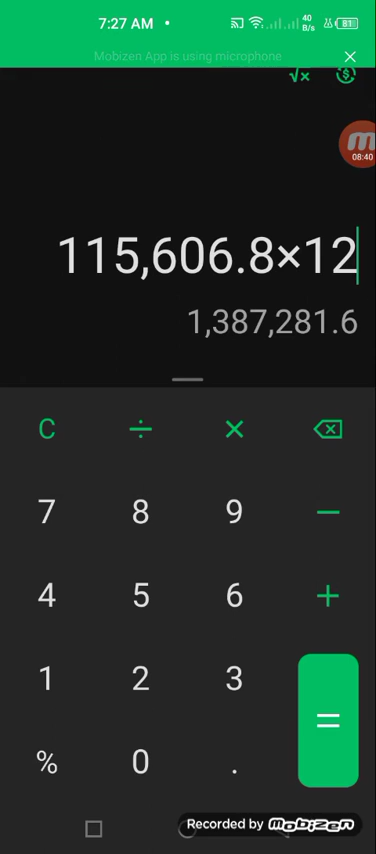 7:27 AM •
40 B/s
81
Mobizen App is using microphone
√x $
m
08:40
115,606.8×12
1,387,281.6
C ÷ ×
7 8 9 −
4 5 6 +
1 2 3
=
% 0 .
Recorded by mobizen